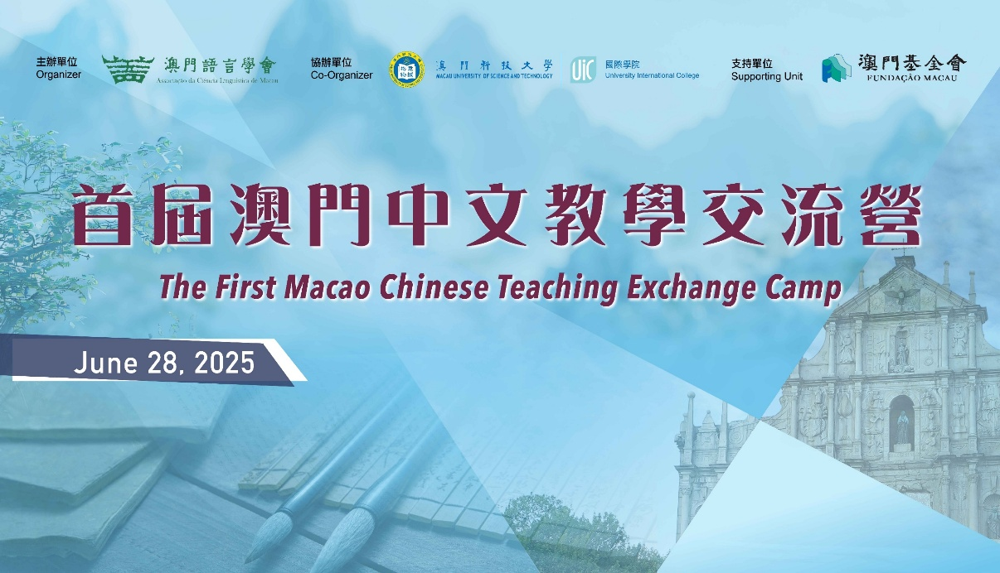 主辦單位
Organizer
澳門語言學會
Associação da Ciência Linguística de Macau
協辦單位
Co-Organizer
澳門科技大學
MACAU UNIVERSITY OF SCIENCE AND TECHNOLOGY
UIC
國際學院
University International College
支持單位
Supporting Unit
澳門基金會
FUNDAÇÃO MACAU
首屆澳門中文教學交流營
The First Macao Chinese Teaching Exchange Camp
June 28, 2025